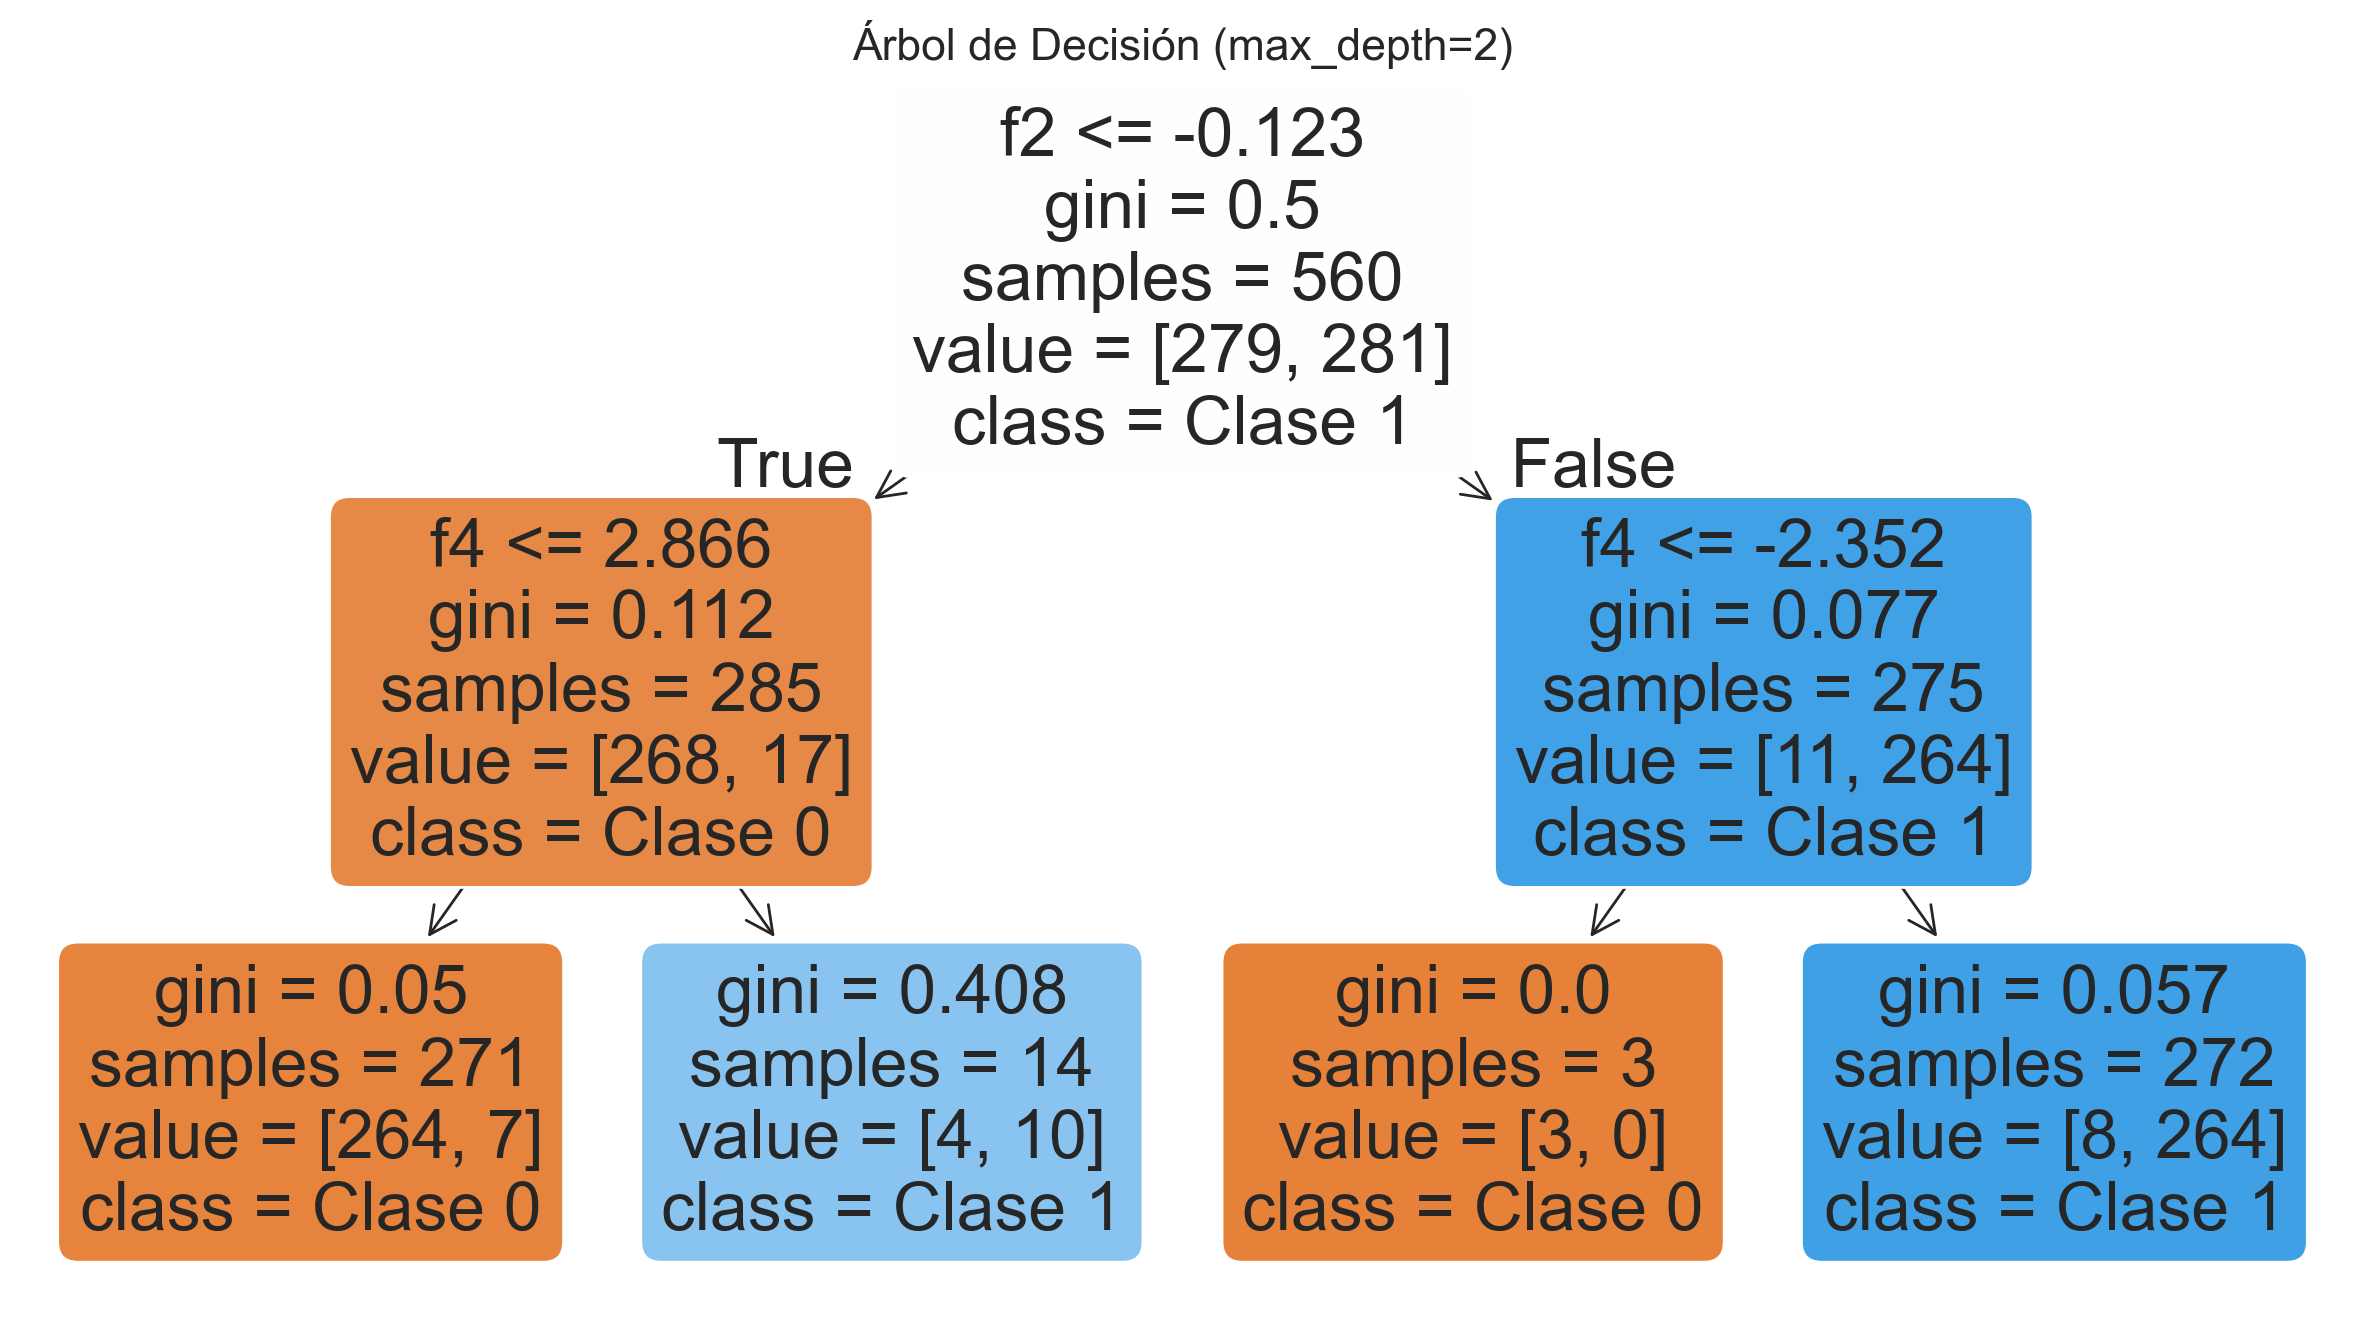 Árbol de Decisión (max_depth=2)
f2 <= -0.123
gini = 0.5
samples = 560
value = [279, 281]
class = Clase 1
True
False
f4 <= 2.866
gini = 0.112
samples = 285
value = [268, 17]
class = Clase 0
f4 <= -2.352
gini = 0.077
samples = 275
value = [11, 264]
class = Clase 1
gini = 0.05
samples = 271
value = [264, 7]
class = Clase 0
gini = 0.408
samples = 14
value = [4, 10]
class = Clase 1
gini = 0.0
samples = 3
value = [3, 0]
class = Clase 0
gini = 0.057
samples = 272
value = [8, 264]
class = Clase 1